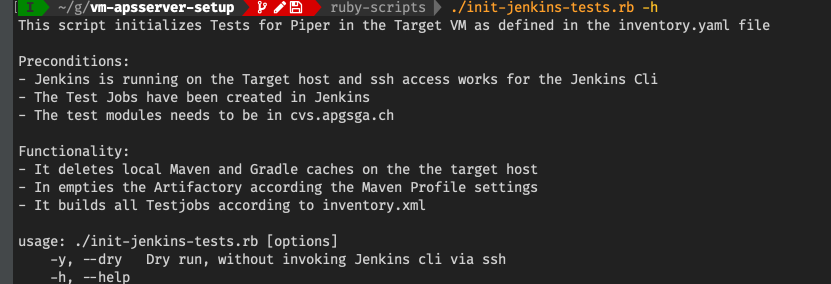 I ~/g/vm-apsserver-setup ruby-scripts ./init-jenkins-tests.rb -h
This script initializes Tests for Piper in the Target VM as defined in the inventory.yaml file
Preconditions:
- Jenkins is running on the Target host and ssh access works for the Jenkins Cli
- The Test Jobs have been created in Jenkins
- The test modules needs to be in cvs.apgsga.ch
Functionality:
- It deletes local Maven and Gradle caches on the the target host
- In empties the Artifactory according the Maven Profile settings
- It builds all Testjobs according to inventory.xml
usage: ./init-jenkins-tests.rb [options]
-y, --dry Dry run, without invoking Jenkins cli via ssh
-h, --help